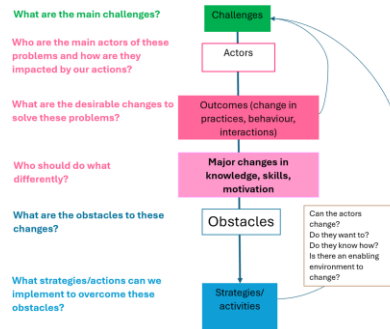 What are the main challenges?
Challenges
Who are the main actors of these
problems and how are they
impacted by our actions?
Actors
What are the desirable changes to
solve these problems?
Outcomes (change in
practices, behaviour,
interactions)
Who should do what
differently?
Major changes in
knowledge, skills,
motivation
What are the obstacles to these
changes?
Obstacles
Can the actors
change?
Do they want to?
Do they know how?
Is there an enabling
environment to
change?
What strategies/actions can we
implement to overcome these
obstacles?
Strategies/
activities